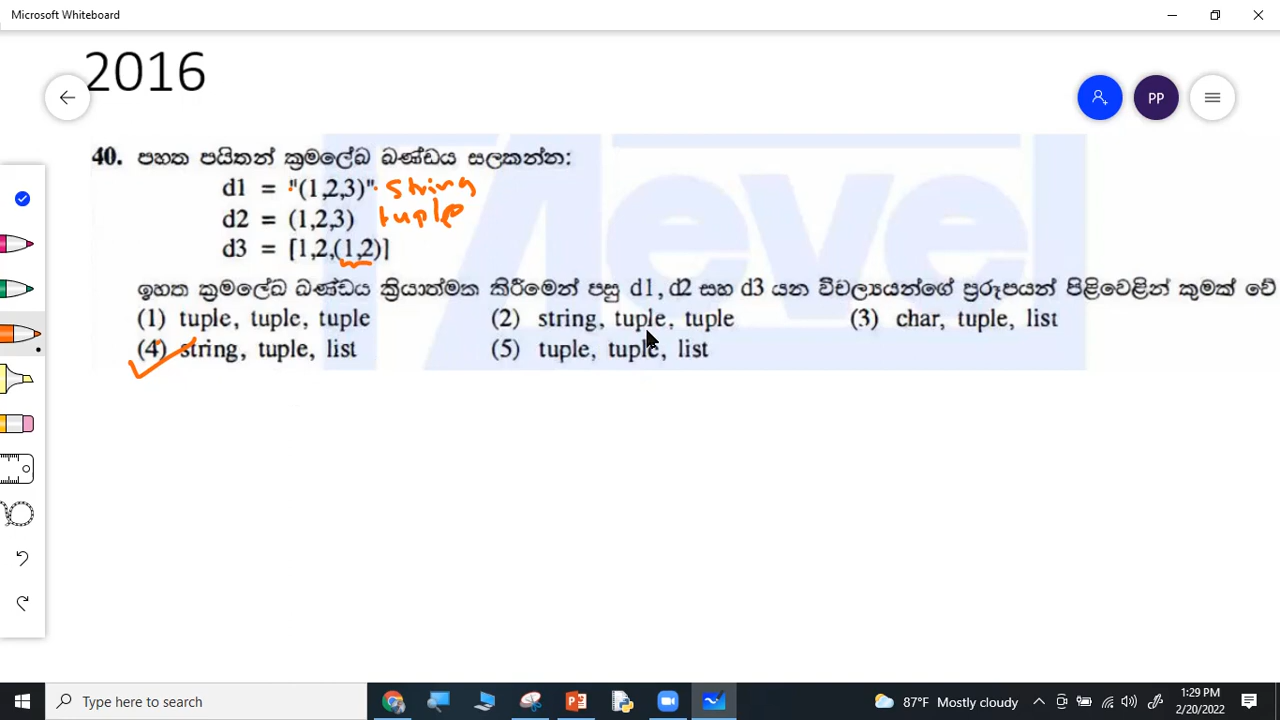 Microsoft Whiteboard
2016
PP
40. පහත පයිතන් ක්‍රමලේඛ ඛණ්ඩය සලකන්න:
d1 = "(1,2,3)" string
d2 = (1,2,3) tuple
d3 = [1,2,(1,2)]
ඉහත ක්‍රමලේඛ ඛණ්ඩය ක්‍රියාත්මක කිරීමෙන් පසු d1, d2 සහ d3 යන විචල්‍යයන්ගේ ප්‍රරූපයන් පිළිවෙළින් කුමක් වේ
(1) tuple, tuple, tuple (2) string, tuple, tuple (3) char, tuple, list
(4) string, tuple, list (5) tuple, tuple, list
Type here to search
87°F Mostly cloudy
1:29 PM
2/20/2022